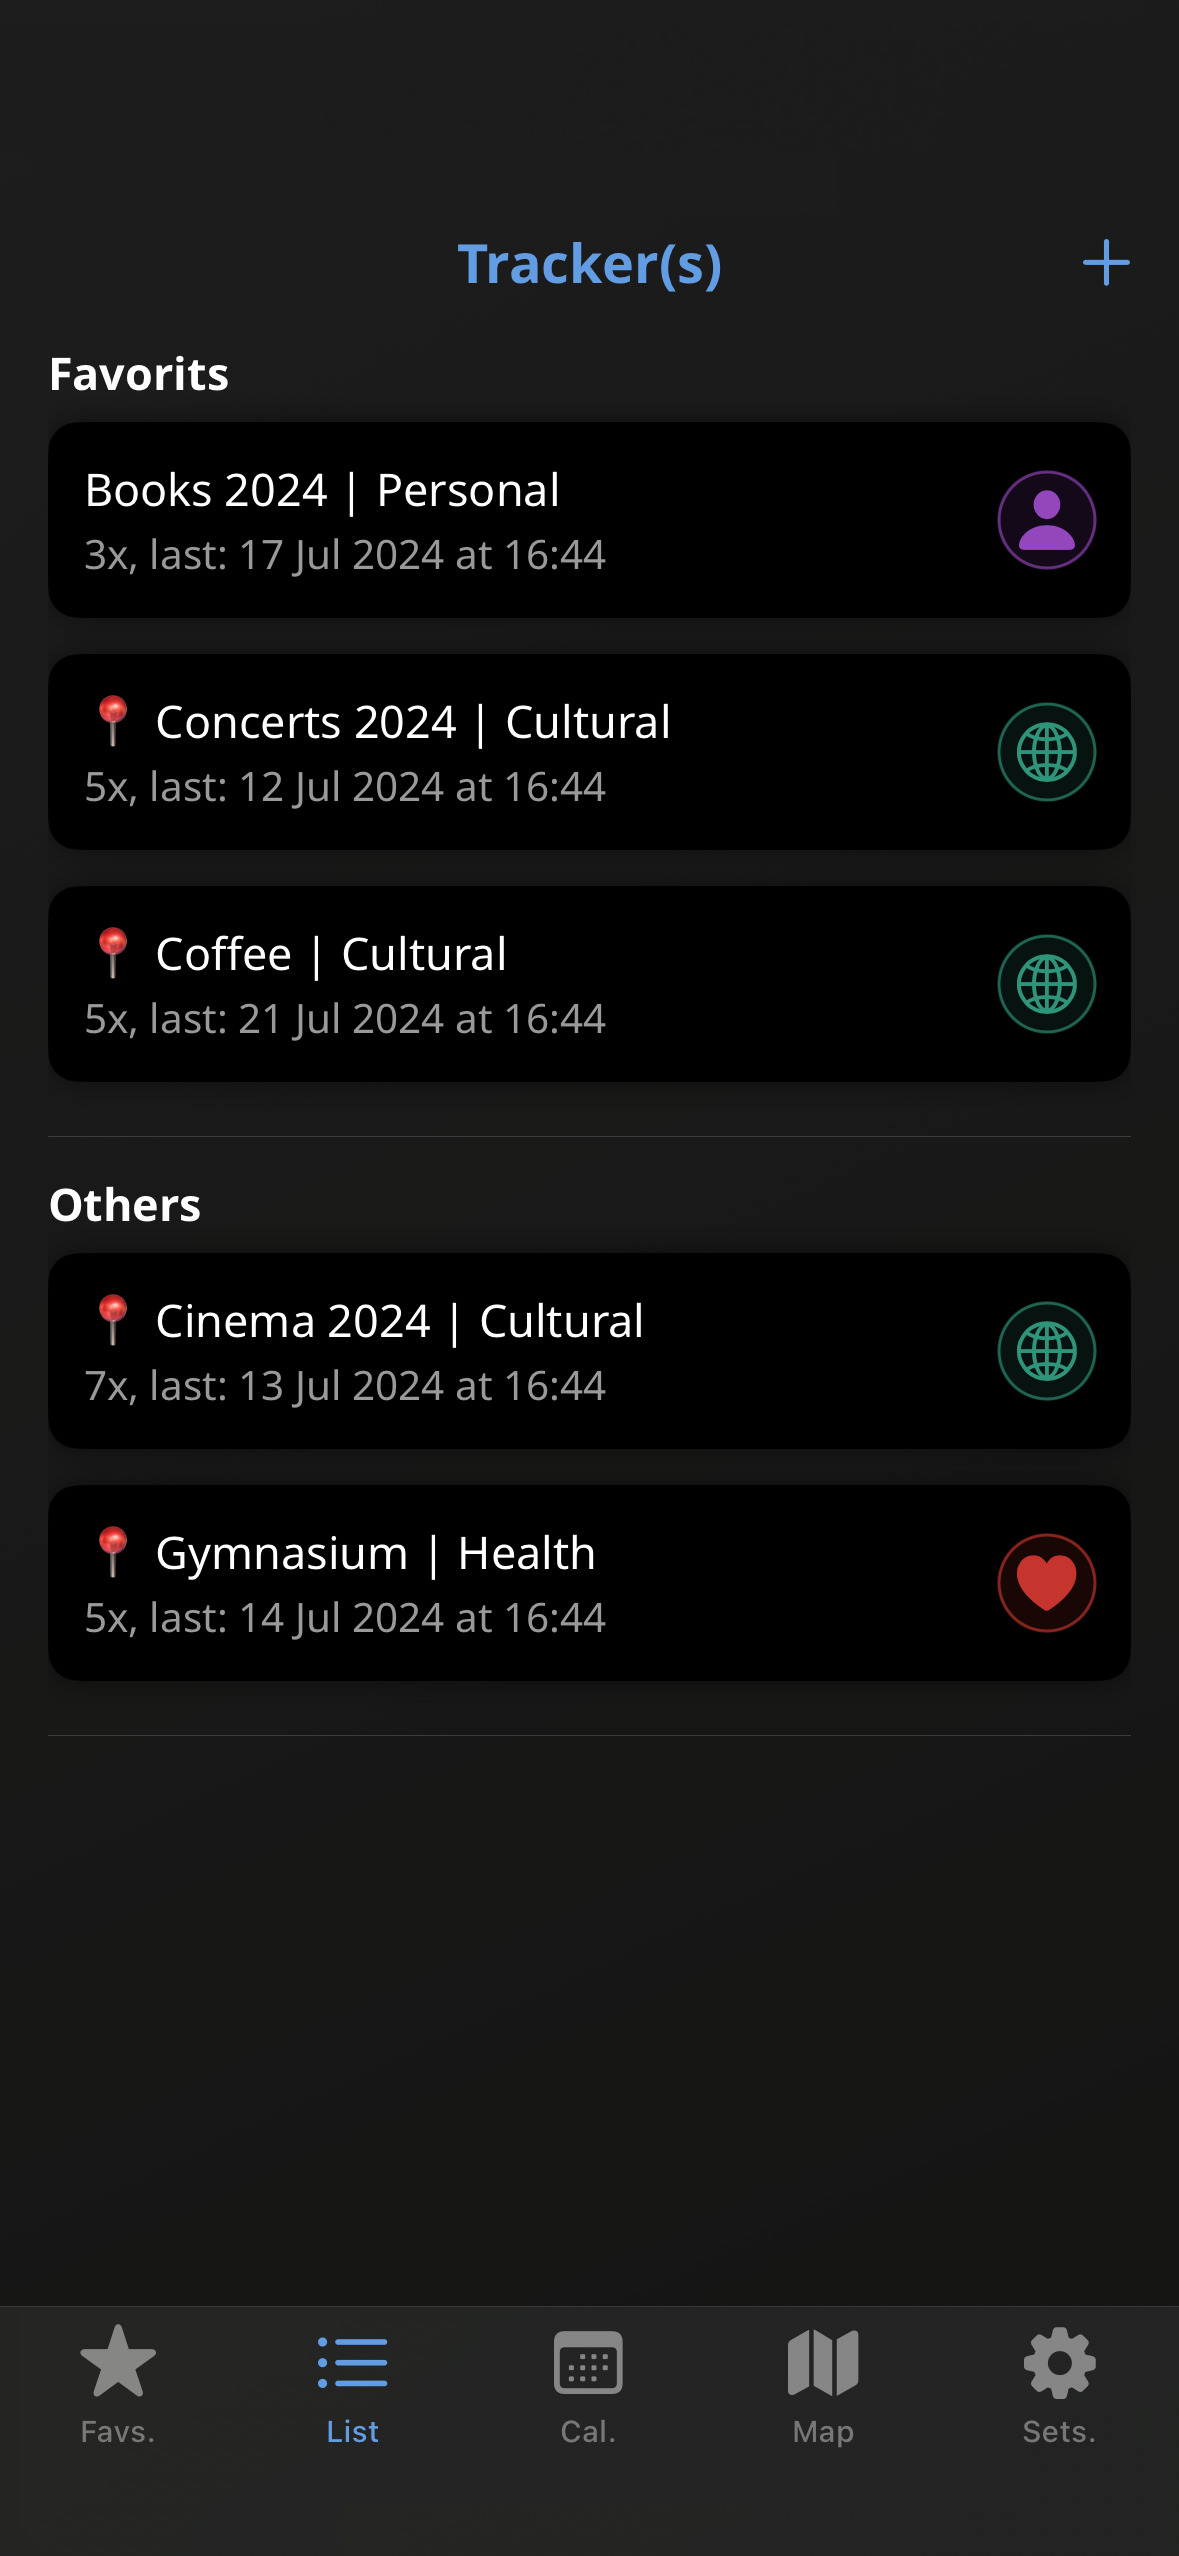 Tracker(s)
Favorits
Books 2024 | Personal
3x, last: 17 Jul 2024 at 16:44
Concerts 2024 | Cultural
5x, last: 12 Jul 2024 at 16:44
Coffee | Cultural
5x, last: 21 Jul 2024 at 16:44
Others
Cinema 2024 | Cultural
7x, last: 13 Jul 2024 at 16:44
Gymnasium | Health
5x, last: 14 Jul 2024 at 16:44
Favs.
List
Cal.
Map
Sets.